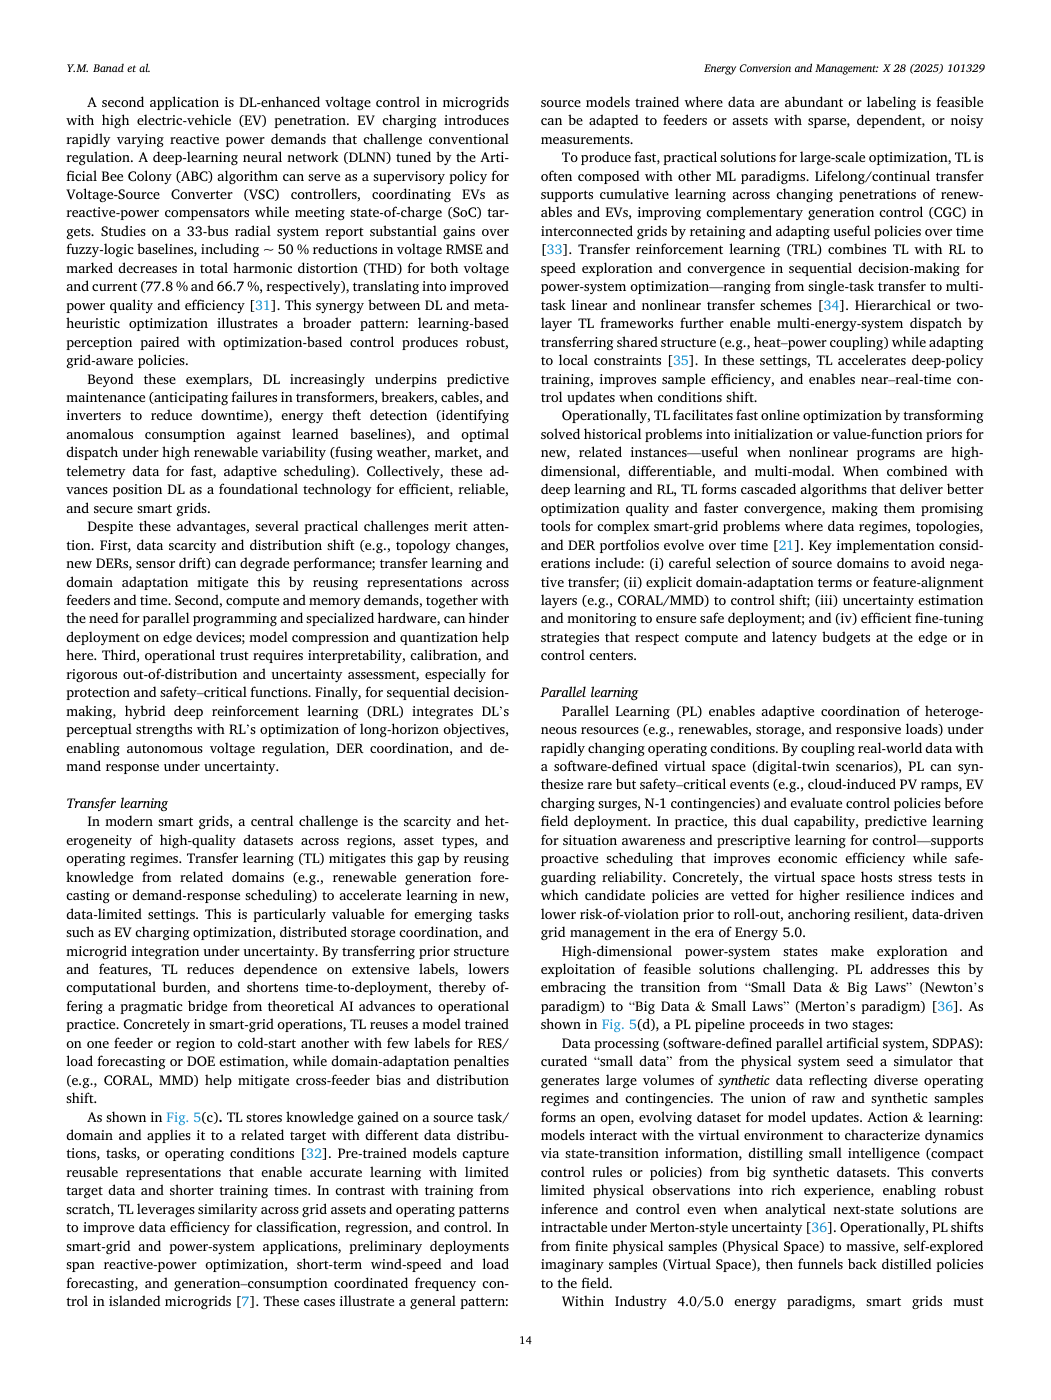 Y.M. Banad et al.
Energy Conversion and Management: X 28 (2025) 101329
A second application is DL-enhanced voltage control in microgrids
with high electric-vehicle (EV) penetration. EV charging introduces
rapidly varying reactive power demands that challenge conventional
regulation. A deep-learning neural network (DLNN) tuned by the Arti-
ficial Bee Colony (ABC) algorithm can serve as a supervisory policy for
Voltage-Source Converter (VSC) controllers, coordinating EVs as
reactive-power compensators while meeting state-of-charge (SoC) tar-
gets. Studies on a 33-bus radial system report substantial gains over
fuzzy-logic baselines, including ~ 50 % reductions in voltage RMSE and
marked decreases in total harmonic distortion (THD) for both voltage
and current (77.8 % and 66.7 %, respectively), translating into improved
power quality and efficiency [31]. This synergy between DL and meta-
heuristic optimization illustrates a broader pattern: learning-based
perception paired with optimization-based control produces robust,
grid-aware policies.
Beyond these exemplars, DL increasingly underpins predictive
maintenance (anticipating failures in transformers, breakers, cables, and
inverters to reduce downtime), energy theft detection (identifying
anomalous consumption against learned baselines), and optimal
dispatch under high renewable variability (fusing weather, market, and
telemetry data for fast, adaptive scheduling). Collectively, these ad-
vances position DL as a foundational technology for efficient, reliable,
and secure smart grids.
Despite these advantages, several practical challenges merit atten-
tion. First, data scarcity and distribution shift (e.g., topology changes,
new DERs, sensor drift) can degrade performance; transfer learning and
domain adaptation mitigate this by reusing representations across
feeders and time. Second, compute and memory demands, together with
the need for parallel programming and specialized hardware, can hinder
deployment on edge devices; model compression and quantization help
here. Third, operational trust requires interpretability, calibration, and
rigorous out-of-distribution and uncertainty assessment, especially for
protection and safety–critical functions. Finally, for sequential decision-
making, hybrid deep reinforcement learning (DRL) integrates DL's
perceptual strengths with RL's optimization of long-horizon objectives,
enabling autonomous voltage regulation, DER coordination, and de-
mand response under uncertainty.
Transfer learning
In modern smart grids, a central challenge is the scarcity and het-
erogeneity of high-quality datasets across regions, asset types, and
operating regimes. Transfer learning (TL) mitigates this gap by reusing
knowledge from related domains (e.g., renewable generation fore-
casting or demand-response scheduling) to accelerate learning in new,
data-limited settings. This is particularly valuable for emerging tasks
such as EV charging optimization, distributed storage coordination, and
microgrid integration under uncertainty. By transferring prior structure
and features, TL reduces dependence on extensive labels, lowers
computational burden, and shortens time-to-deployment, thereby of-
fering a pragmatic bridge from theoretical AI advances to operational
practice. Concretely in smart-grid operations, TL reuses a model trained
on one feeder or region to cold-start another with few labels for RES/
load forecasting or DOE estimation, while domain-adaptation penalties
(e.g., CORAL, MMD) help mitigate cross-feeder bias and distribution
shift.
As shown in Fig. 5(c). TL stores knowledge gained on a source task/
domain and applies it to a related target with different data distribu-
tions, tasks, or operating conditions [32]. Pre-trained models capture
reusable representations that enable accurate learning with limited
target data and shorter training times. In contrast with training from
scratch, TL leverages similarity across grid assets and operating patterns
to improve data efficiency for classification, regression, and control. In
smart-grid and power-system applications, preliminary deployments
span reactive-power optimization, short-term wind-speed and load
forecasting, and generation–consumption coordinated frequency con-
trol in islanded microgrids [7]. These cases illustrate a general pattern:
source models trained where data are abundant or labeling is feasible
can be adapted to feeders or assets with sparse, dependent, or noisy
measurements.
To produce fast, practical solutions for large-scale optimization, TL is
often composed with other ML paradigms. Lifelong/continual transfer
supports cumulative learning across changing penetrations of renew-
ables and EVs, improving complementary generation control (CGC) in
interconnected grids by retaining and adapting useful policies over time
[33]. Transfer reinforcement learning (TRL) combines TL with RL to
speed exploration and convergence in sequential decision-making for
power-system optimization—ranging from single-task transfer to multi-
task linear and nonlinear transfer schemes [34]. Hierarchical or two-
layer TL frameworks further enable multi-energy-system dispatch by
transferring shared structure (e.g., heat–power coupling) while adapting
to local constraints [35]. In these settings, TL accelerates deep-policy
training, improves sample efficiency, and enables near–real-time con-
trol updates when conditions shift.
Operationally, TL facilitates fast online optimization by transforming
solved historical problems into initialization or value-function priors for
new, related instances—useful when nonlinear programs are high-
dimensional, differentiable, and multi-modal. When combined with
deep learning and RL, TL forms cascaded algorithms that deliver better
optimization quality and faster convergence, making them promising
tools for complex smart-grid problems where data regimes, topologies,
and DER portfolios evolve over time [21]. Key implementation consid-
erations include: (i) careful selection of source domains to avoid nega-
tive transfer; (ii) explicit domain-adaptation terms or feature-alignment
layers (e.g., CORAL/MMD) to control shift; (iii) uncertainty estimation
and monitoring to ensure safe deployment; and (iv) efficient fine-tuning
strategies that respect compute and latency budgets at the edge or in
control centers.
Parallel learning
Parallel Learning (PL) enables adaptive coordination of heteroge-
neous resources (e.g., renewables, storage, and responsive loads) under
rapidly changing operating conditions. By coupling real-world data with
a software-defined virtual space (digital-twin scenarios), PL can syn-
thesize rare but safety–critical events (e.g., cloud-induced PV ramps, EV
charging surges, N-1 contingencies) and evaluate control policies before
field deployment. In practice, this dual capability, predictive learning
for situation awareness and prescriptive learning for control—supports
proactive scheduling that improves economic efficiency while safe-
guarding reliability. Concretely, the virtual space hosts stress tests in
which candidate policies are vetted for higher resilience indices and
lower risk-of-violation prior to roll-out, anchoring resilient, data-driven
grid management in the era of Energy 5.0.
High-dimensional power-system states make exploration and
exploitation of feasible solutions challenging. PL addresses this by
embracing the transition from “Small Data & Big Laws” (Newton's
paradigm) to “Big Data & Small Laws” (Merton's paradigm) [36]. As
shown in Fig. 5(d), a PL pipeline proceeds in two stages:
Data processing (software-defined parallel artificial system, SDPAS):
curated “small data” from the physical system seed a simulator that
generates large volumes of synthetic data reflecting diverse operating
regimes and contingencies. The union of raw and synthetic samples
forms an open, evolving dataset for model updates. Action & learning:
models interact with the virtual environment to characterize dynamics
via state-transition information, distilling small intelligence (compact
control rules or policies) from big synthetic datasets. This converts
limited physical observations into rich experience, enabling robust
inference and control even when analytical next-state solutions are
intractable under Merton-style uncertainty [36]. Operationally, PL shifts
from finite physical samples (Physical Space) to massive, self-explored
imaginary samples (Virtual Space), then funnels back distilled policies
to the field.
Within Industry 4.0/5.0 energy paradigms, smart grids must
14